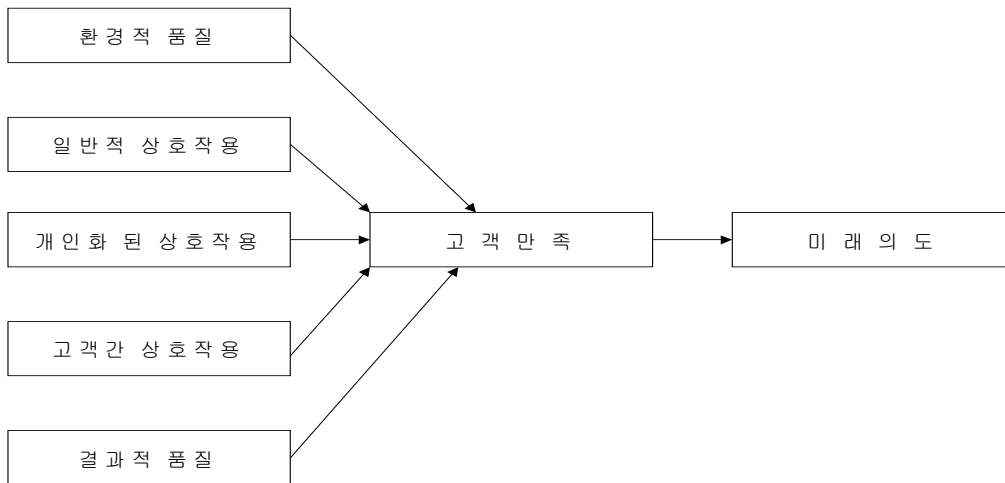 환경적 품질
일반적 상호작용
개인화 된 상호작용
고객만족
미래의도
고객간 상호작용
결과적 품질